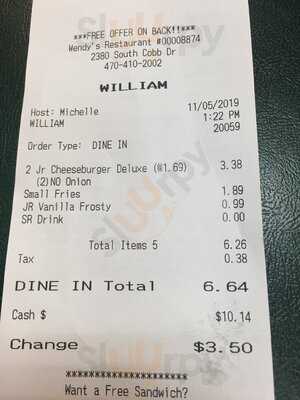 ***FREE OFFER ON BACK!!***
Wendy's Restaurant #00008874
2380 South Cobb Dr
470-410-2002
WILLIAM
Host: Michelle 11/05/2019
WILLIAM 1:22 PM
20059
Order Type: DINE IN
2 Jr Cheeseburger Deluxe (@1.69) 3.38
(2)NO Onion
Small Fries 1.89
JR Vanilla Frosty 0.99
SR Drink 0.00
Total Items 5 6.26
Tax 0.38
DINE IN Total 6.64
Cash $ $10.14
Change $3.50
*********************
Want a Free Sandwich?